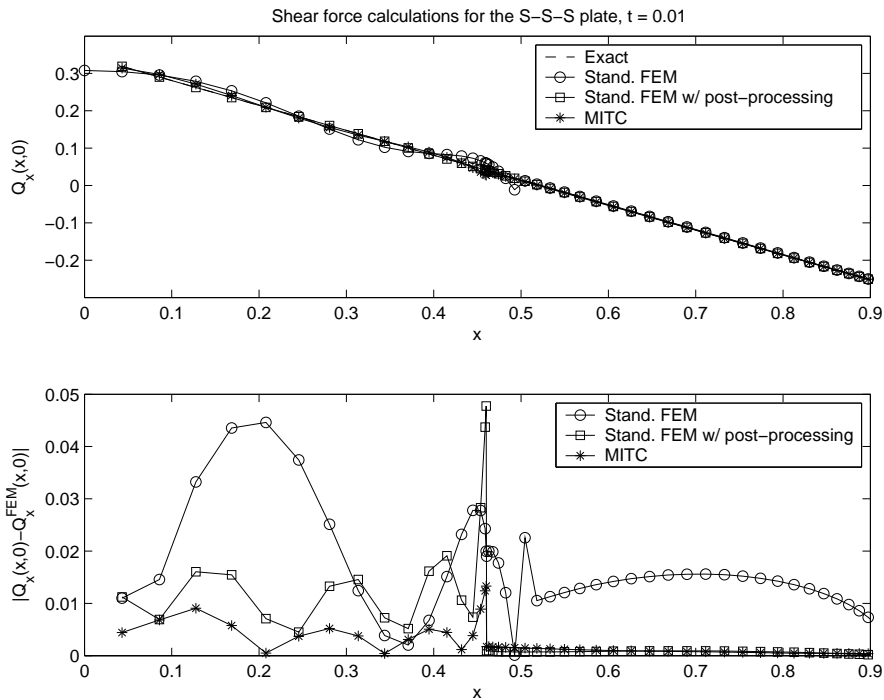 Shear force calculations for the S−S−S plate, t = 0.01
Exact
Stand. FEM
Stand. FEM w/ post−processing
MITC
0.3
0.2
0.1
0
−0.1
−0.2
Q_x(x,0)
0 0.1 0.2 0.3 0.4 0.5 0.6 0.7 0.8 0.9
x
Stand. FEM
Stand. FEM w/ post−processing
MITC
0.05
0.04
0.03
0.02
0.01
0
|Q_x(x,0)−Q_x^FEM(x,0)|
0 0.1 0.2 0.3 0.4 0.5 0.6 0.7 0.8 0.9
x